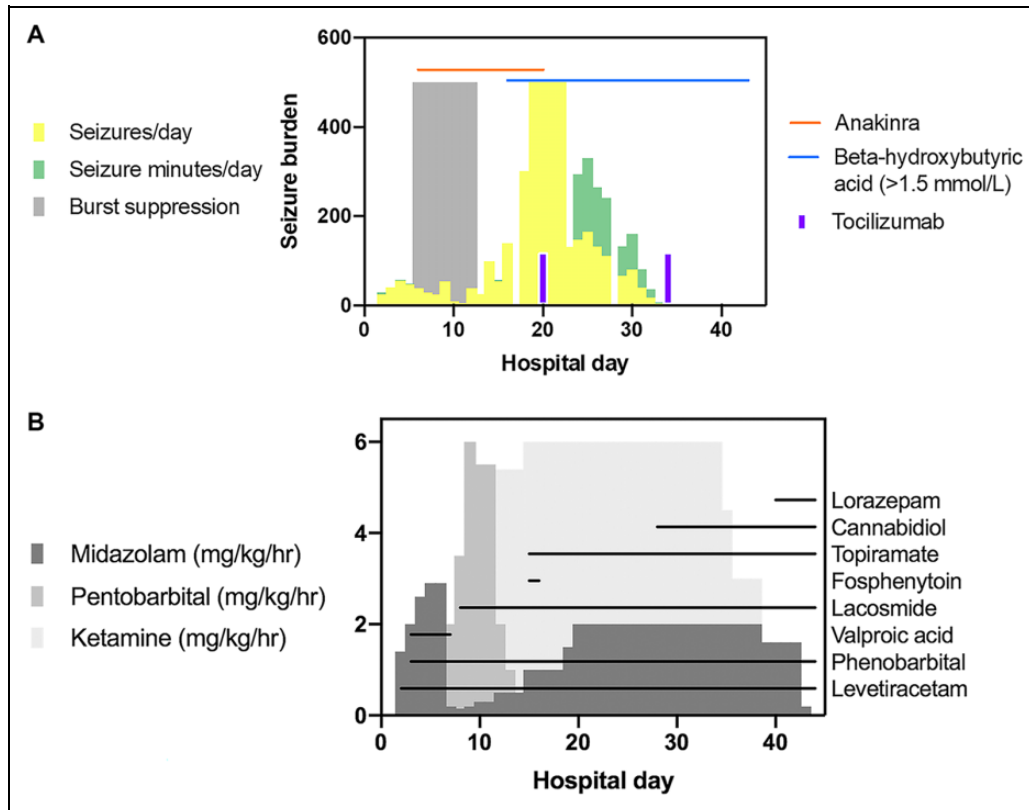 A
600
400
200
0
Seizure burden
0 10 20 30 40
Hospital day
Seizures/day
Seizure minutes/day
Burst suppression
Anakinra
Beta-hydroxybutyric
acid (>1.5 mmol/L)
Tocilizumab
B
6
4
2
0
0 10 20 30 40
Hospital day
Midazolam (mg/kg/hr)
Pentobarbital (mg/kg/hr)
Ketamine (mg/kg/hr)
Lorazepam
Cannabidiol
Topiramate
Fosphenytoin
Lacosmide
Valproic acid
Phenobarbital
Levetiracetam